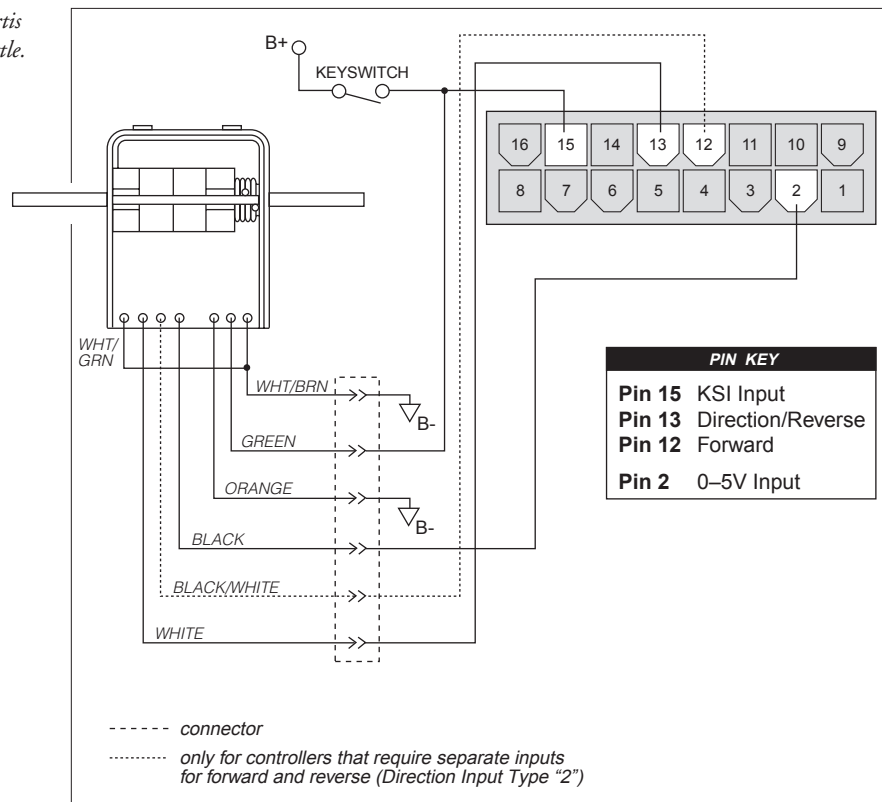 rtis
tle.
B+
KEYSWITCH
16 15 14 13 12 11 10 9
8 7 6 5 4 3 2 1
WHT/
GRN
WHT/BRN
B-
GREEN
ORANGE
B-
BLACK
BLACK/WHITE
WHITE
PIN KEY
Pin 15 KSI Input
Pin 13 Direction/Reverse
Pin 12 Forward
Pin 2 0–5V Input
connector
only for controllers that require separate inputs
for forward and reverse (Direction Input Type “2”)